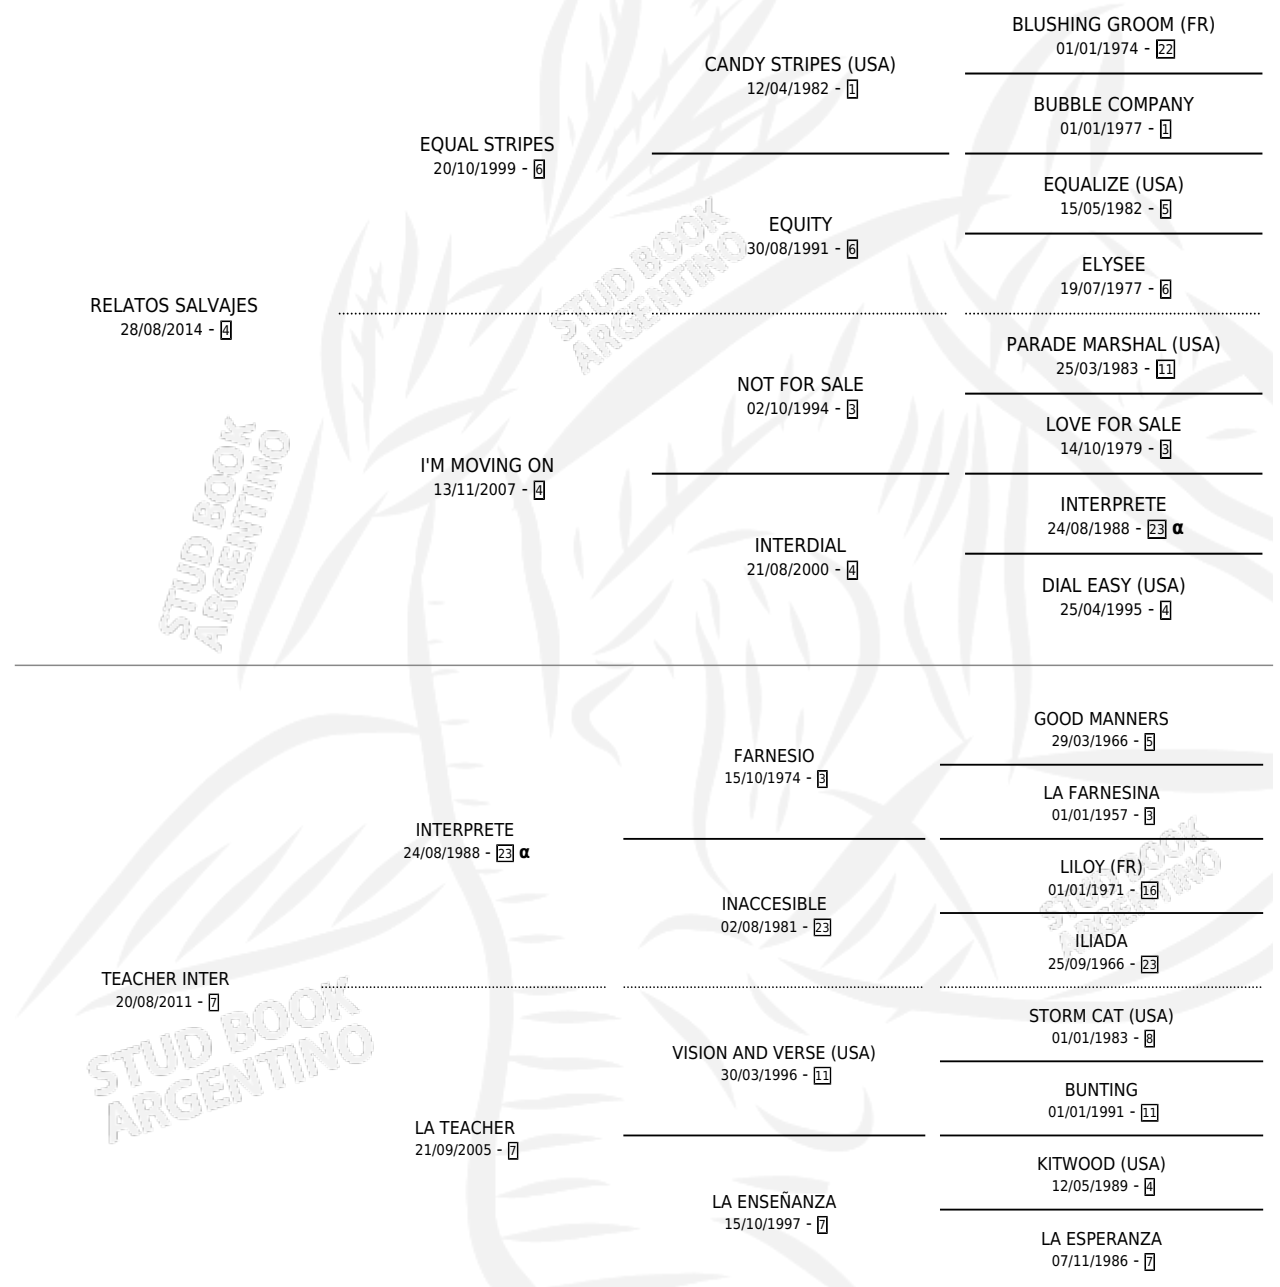 BLUSHING GROOM (FR)
01/01/1974 - 22
CANDY STRIPES (USA)
12/04/1982 - 1
BUBBLE COMPANY
01/01/1977 - 1
EQUAL STRIPES
20/10/1999 - 6
EQUALIZE (USA)
15/05/1982 - 5
EQUITY
30/08/1991 - 6
ELYSEE
19/07/1977 - 6
RELATOS SALVAJES
28/08/2014 - 4
PARADE MARSHAL (USA)
25/03/1983 - 11
NOT FOR SALE
02/10/1994 - 3
LOVE FOR SALE
14/10/1979 - 3
I'M MOVING ON
13/11/2007 - 4
INTERPRETE
24/08/1988 - 23 α
INTERDIAL
21/08/2000 - 4
DIAL EASY (USA)
25/04/1995 - 4
GOOD MANNERS
29/03/1966 - 5
FARNESIO
15/10/1974 - 3
LA FARNESINA
01/01/1957 - 3
INTERPRETE
24/08/1988 - 23 α
LILOY (FR)
01/01/1971 - 16
INACCESIBLE
02/08/1981 - 23
ILIADA
25/09/1966 - 23
TEACHER INTER
20/08/2011 - 7
STORM CAT (USA)
01/01/1983 - 8
VISION AND VERSE (USA)
30/03/1996 - 11
BUNTING
01/01/1991 - 11
LA TEACHER
21/09/2005 - 7
KITWOOD (USA)
12/05/1989 - 4
LA ENSEÑANZA
15/10/1997 - 7
LA ESPERANZA
07/11/1986 - 7
STUD BOOK
ARGENTINO
STUD BOOK
ARGENTINO
STUD BOOK
ARGENTINO
STUD BOOK
ARGENTINO